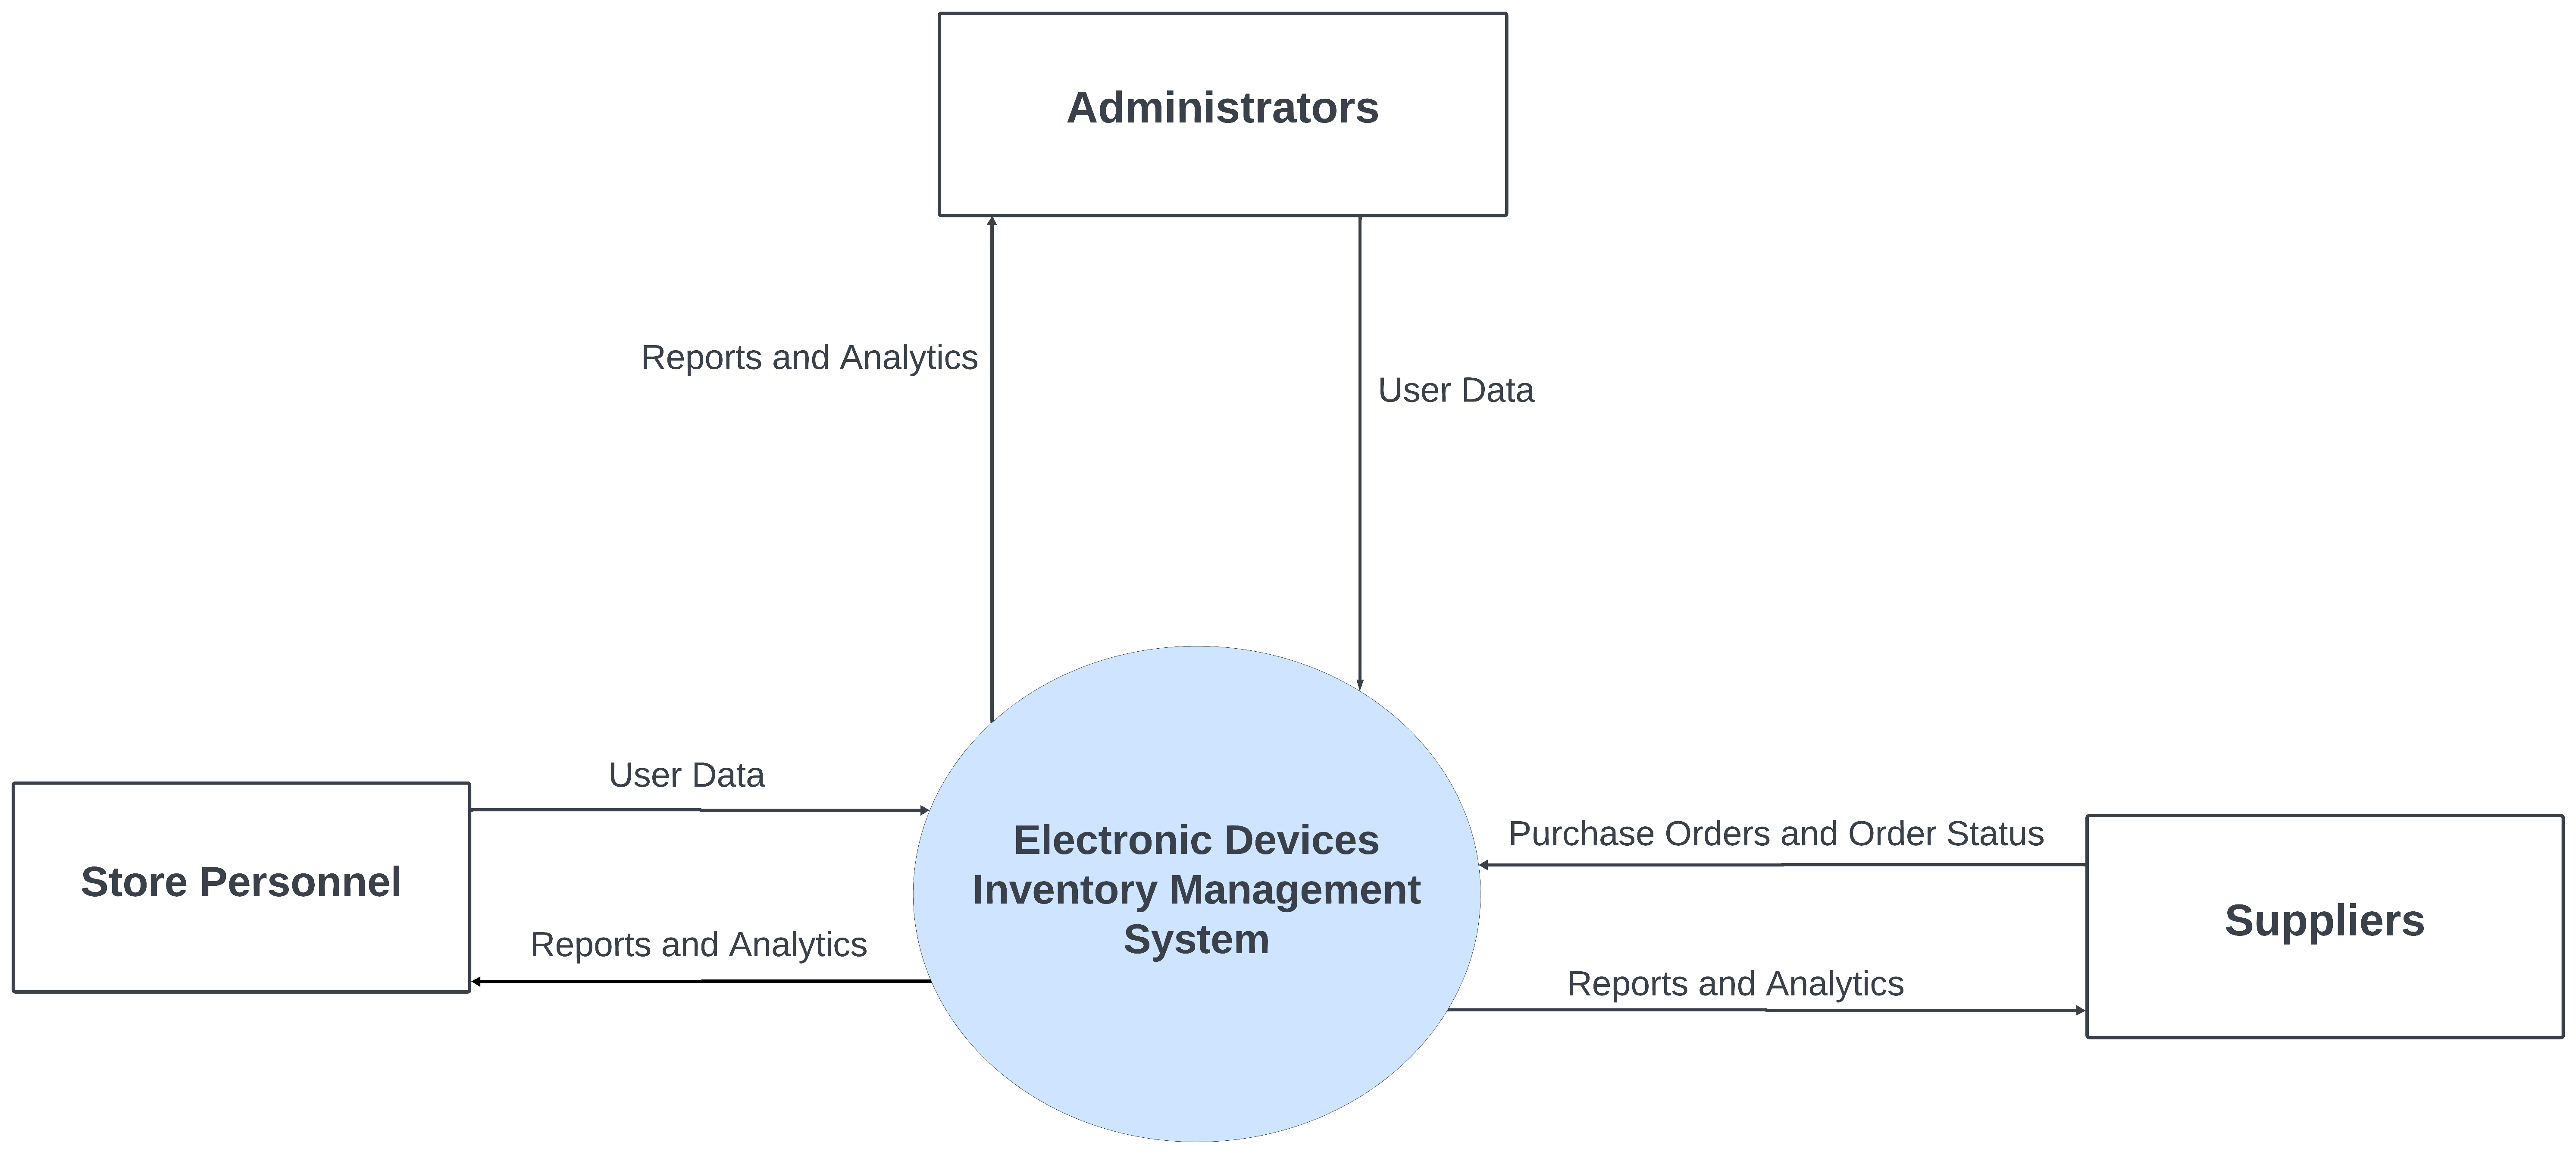 Administrators
Reports and Analytics
User Data
User Data
Store Personnel
Reports and Analytics
Electronic Devices
Inventory Management
System
Purchase Orders and Order Status
Suppliers
Reports and Analytics